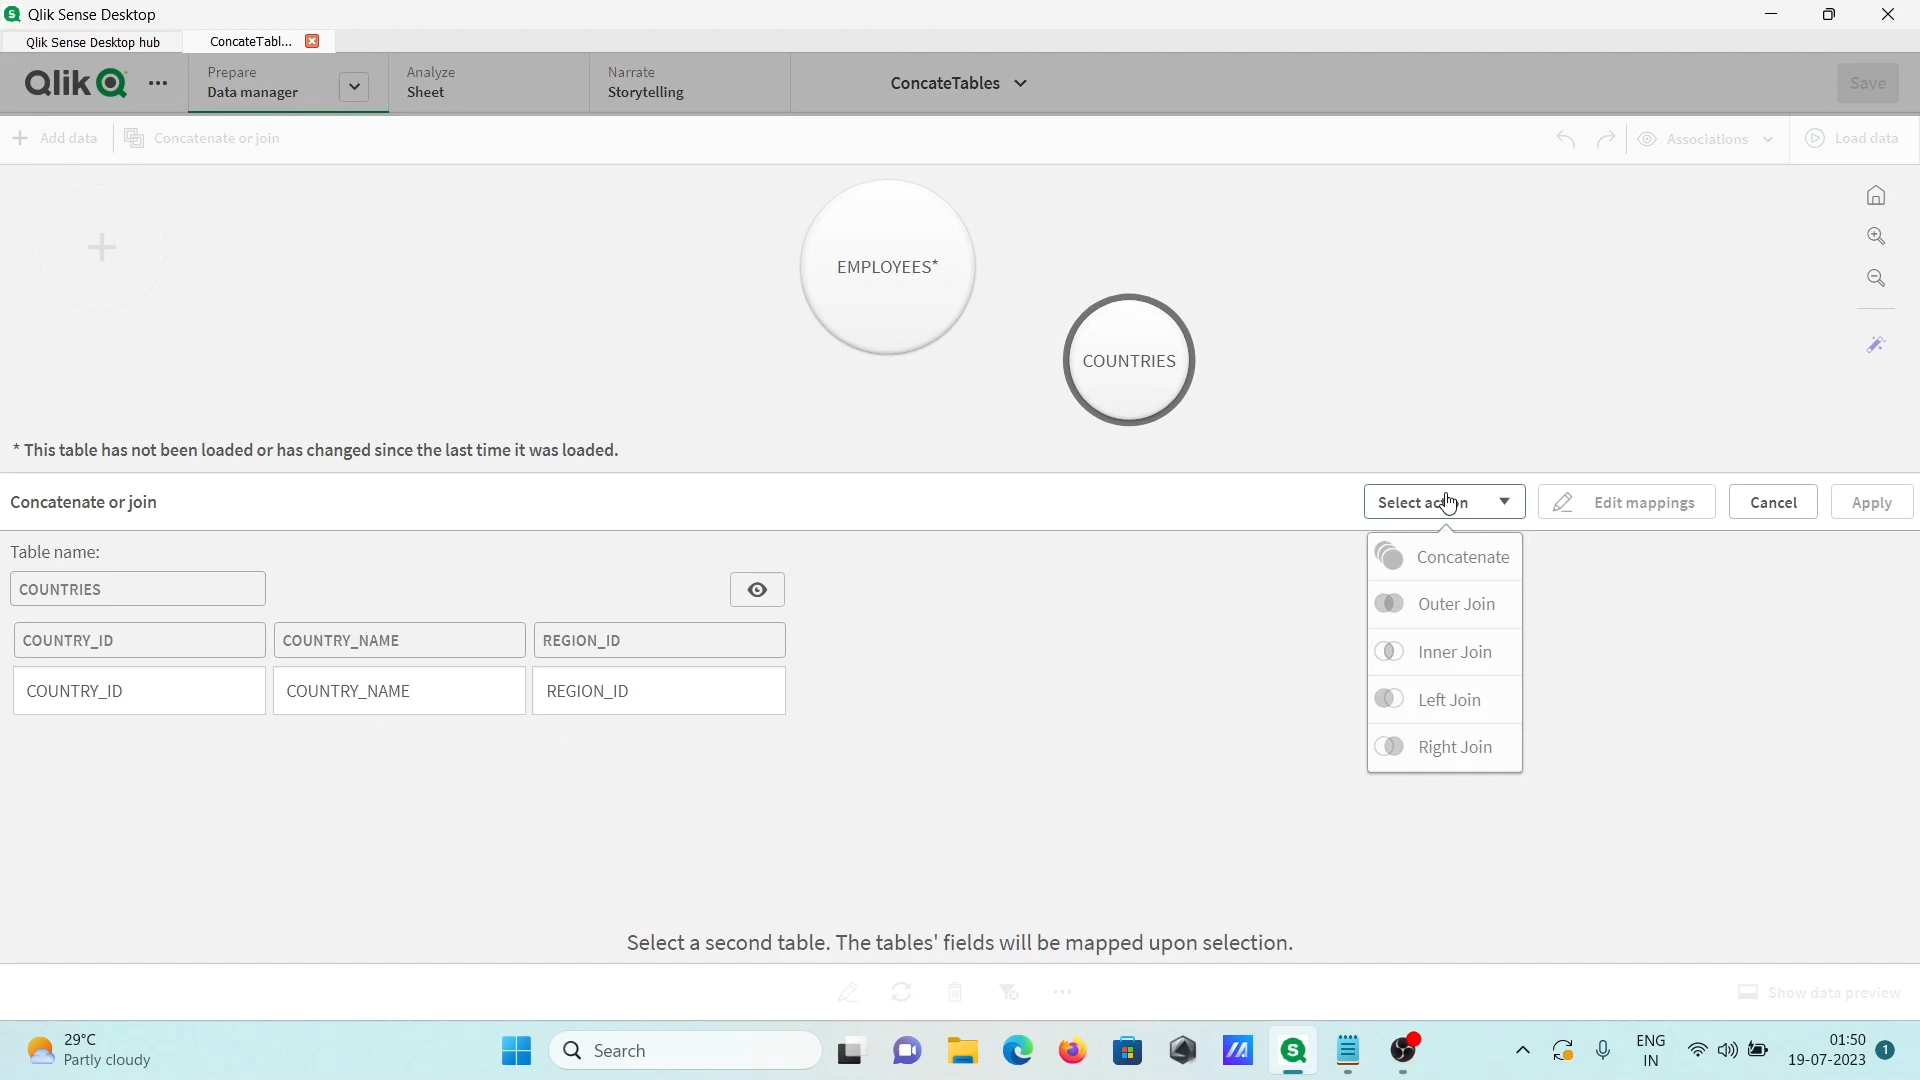 Qlik Sense Desktop
Qlik Sense Desktop hub
ConcateTabl...
Qlik
Prepare
Data manager
Analyze
Sheet
Narrate
Storytelling
ConcateTables
Save
Add data
Concatenate or join
Associations
Load data
EMPLOYEES*
COUNTRIES
* This table has not been loaded or has changed since the last time it was loaded.
Concatenate or join
Select action
Edit mappings
Cancel
Apply
Concatenate
Outer Join
Inner Join
Left Join
Right Join
Table name:
COUNTRIES
COUNTRY_ID
COUNTRY_NAME
REGION_ID
COUNTRY_ID
COUNTRY_NAME
REGION_ID
Select a second table. The tables' fields will be mapped upon selection.
Show data preview
29°C
Partly cloudy
Search
ENG
IN
01:50
19-07-2023
1